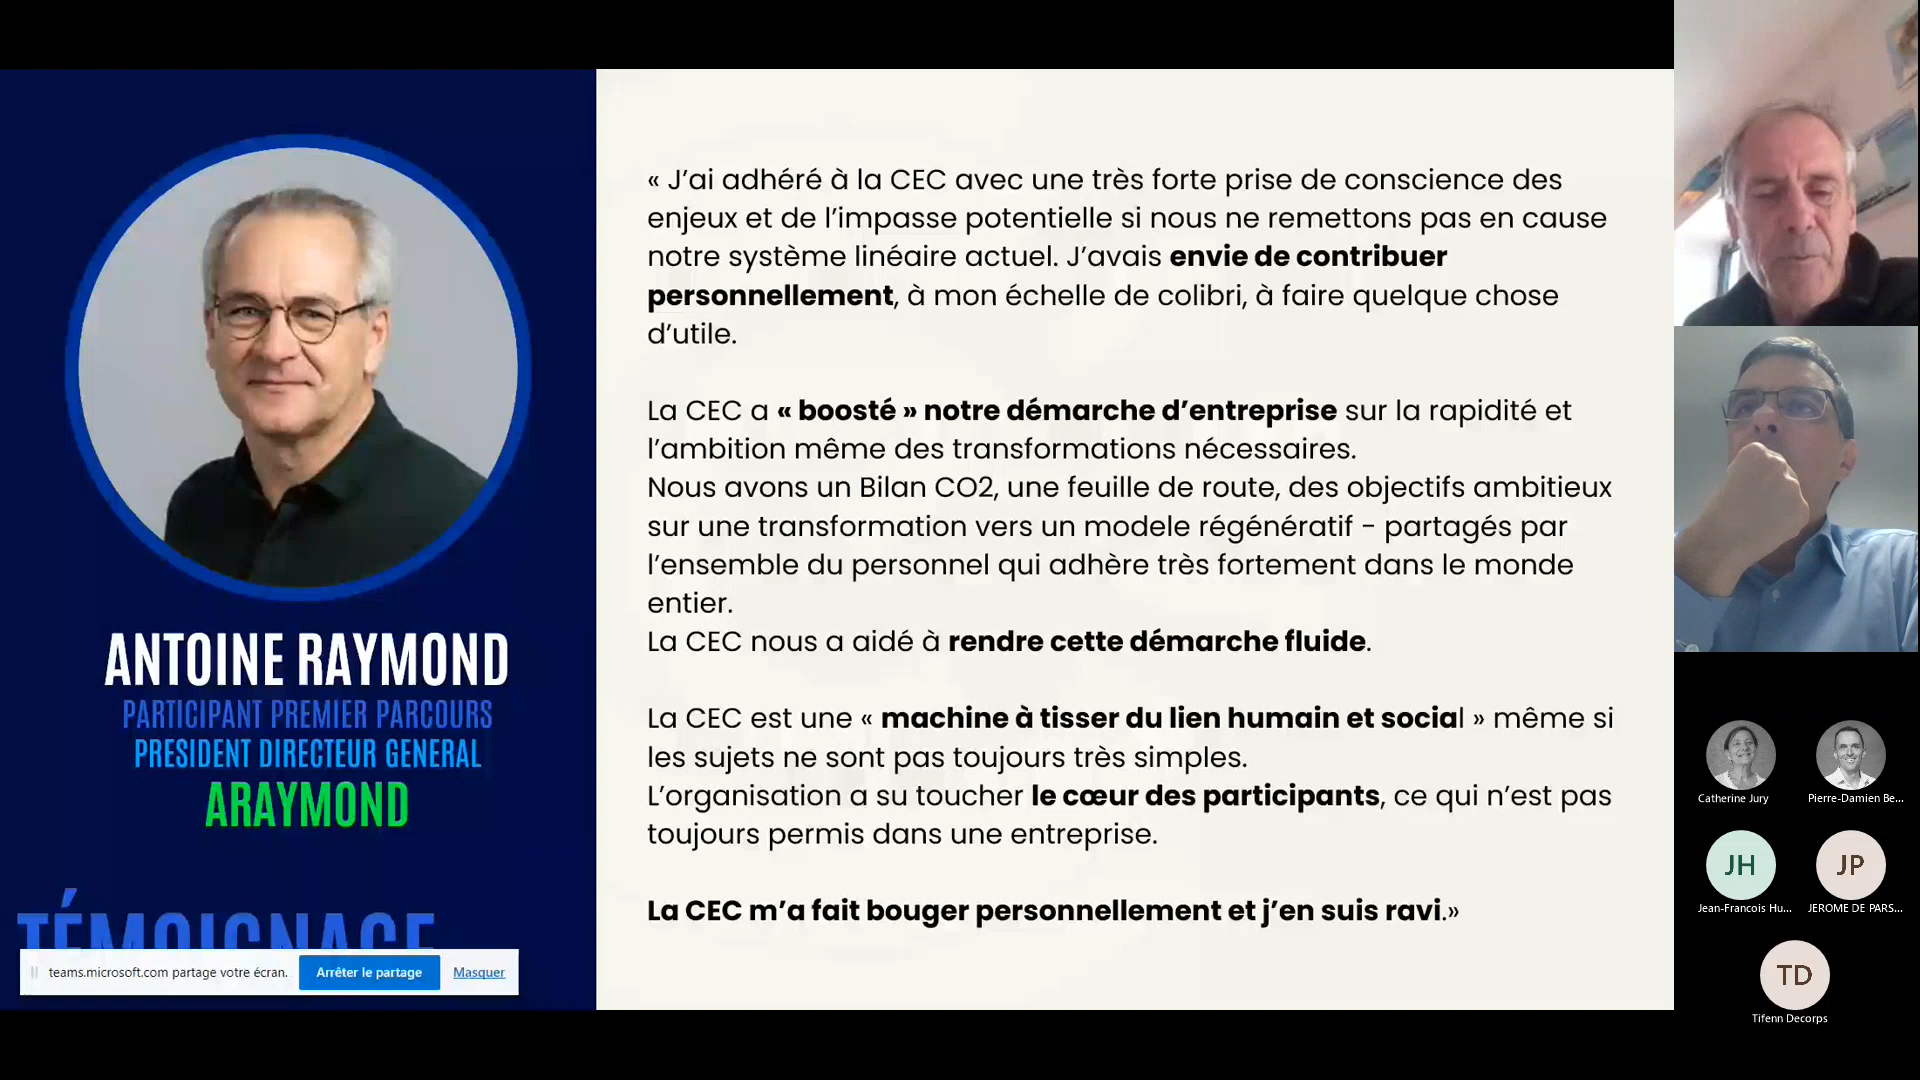 ANTOINE RAYMOND
PARTICIPANT PREMIER PARCOURS
PRESIDENT DIRECTEUR GENERAL
ARAYMOND
TÉMOIGNAGE
teams.microsoft.com partage votre écran.
Arrêter le partage
Masquer
« J’ai adhéré à la CEC avec une très forte prise de conscience des
enjeux et de l’impasse potentielle si nous ne remettons pas en cause
notre système linéaire actuel. J’avais envie de contribuer
personnellement, à mon échelle de colibri, à faire quelque chose
d’utile.
La CEC a « boosté » notre démarche d’entreprise sur la rapidité et
l’ambition même des transformations nécessaires.
Nous avons un Bilan CO2, une feuille de route, des objectifs ambitieux
sur une transformation vers un modele régénératif - partagés par
l’ensemble du personnel qui adhère très fortement dans le monde
entier.
La CEC nous a aidé à rendre cette démarche fluide.
La CEC est une « machine à tisser du lien humain et social » même si
les sujets ne sont pas toujours très simples.
L’organisation a su toucher le cœur des participants, ce qui n’est pas
toujours permis dans une entreprise.
La CEC m’a fait bouger personnellement et j’en suis ravi.»
Catherine Jury
Pierre-Damien Be...
JH
Jean-Francois Hu...
JP
JEROME DE PARS...
TD
Tifenn Decorps